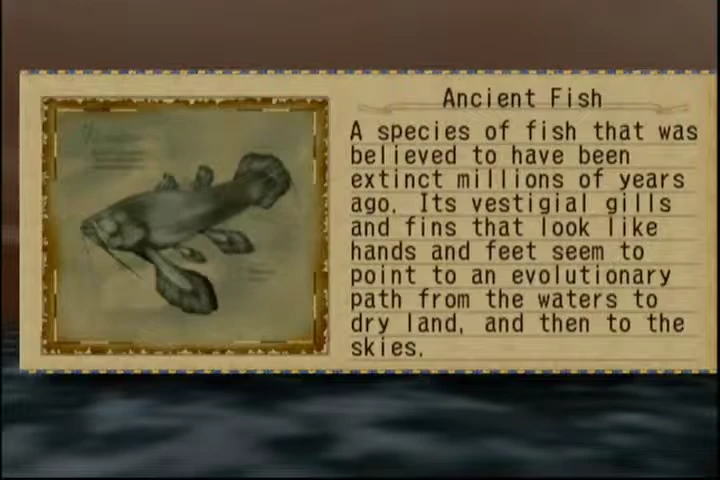 Ancient Fish
A species of fish that was
believed to have been
extinct millions of years
ago. Its vestigial gills
and fins that look like
hands and feet seem to
point to an evolutionary
path from the waters to
dry land, and then to the
skies.